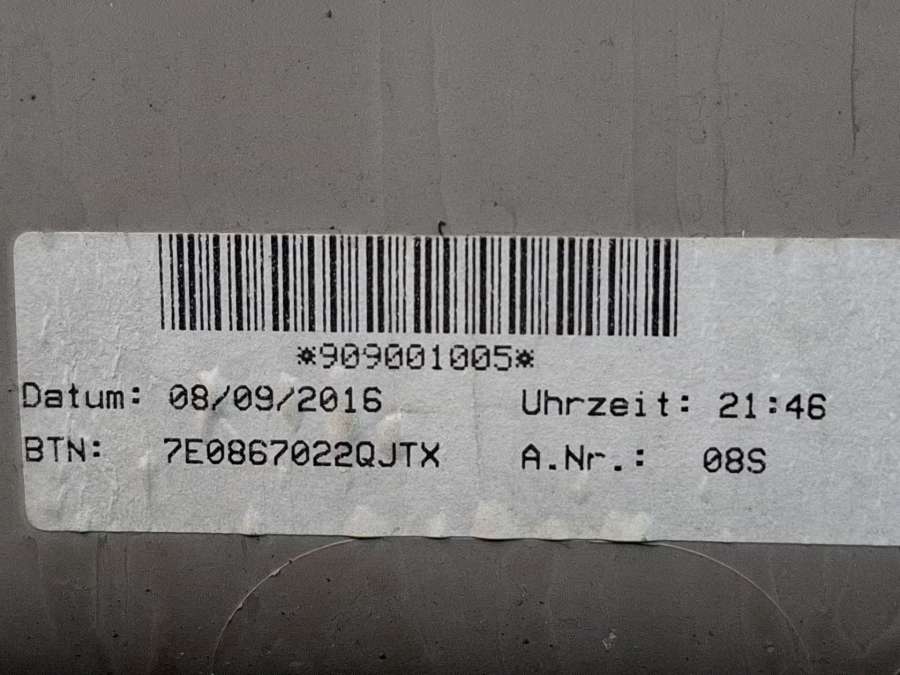 *909001005*
Datum: 08/09/2016 Uhrzeit: 21:46
BTN: 7E0867022QJTX A.Nr.: 08S